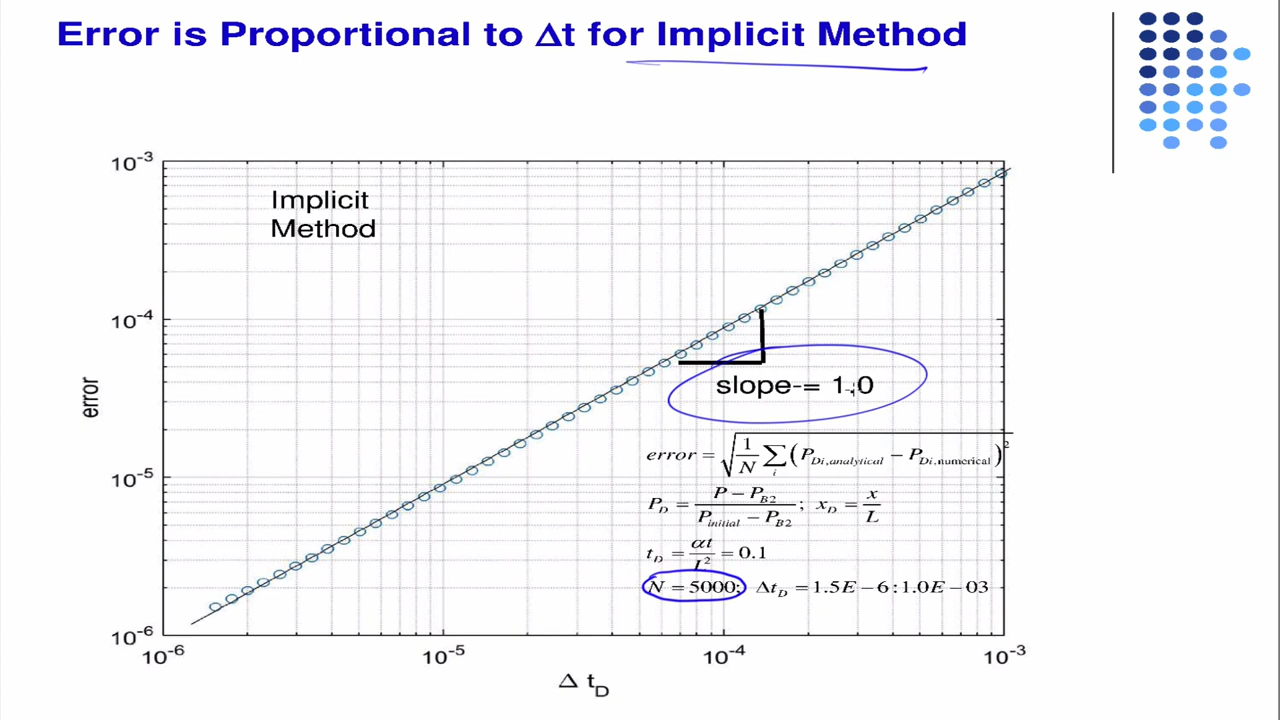 Error is Proportional to Δt for Implicit Method
Implicit
Method
10⁻³
10⁻⁴
10⁻⁵
10⁻⁶
error
slope-= 1.0
error = √(1/N ∑ᵢ (P_Di,analytical − P_Di,numerical)²)
P_D = (P − P_B2)/(P_initial − P_B2); x_D = x/L
t_D = αt/L² = 0.1
N = 5000; Δt_D = 1.5E−6:1.0E−03
10⁻⁶ 10⁻⁵ 10⁻⁴ 10⁻³
Δ t_D